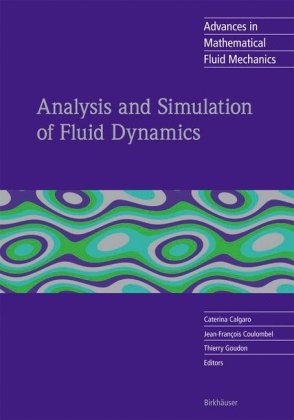 Advances in
Mathematical
Fluid Mechanics
Analysis and Simulation
of Fluid Dynamics
Caterina Calgaro
Jean-François Coulombel
Thierry Goudon
Editors
Birkhäuser